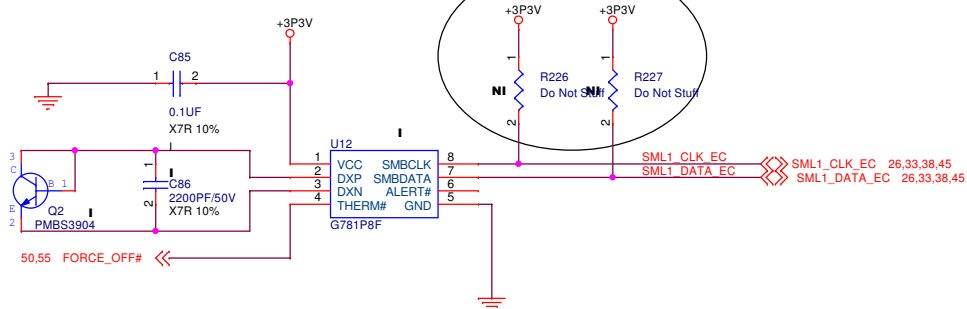 +3P3V
+3P3V
+3P3V
C85
1
2
0.1UF
X7R 10%
I
1
R226
NI
Do Not Stuff
2
1
R227
NI
Do Not Stuff
2
I
U12
1 VCC SMBCLK 8
2 DXP SMBDATA 7
3 DXN ALERT# 6
4 THERM# GND 5
G781P8F
SML1_CLK_EC
SML1_DATA_EC
SML1_CLK_EC 26,33,38,45
SML1_DATA_EC 26,33,38,45
3
C
B 1
E
2
Q2
I
PMBS3904
1
I
C86
2200PF/50V
2
X7R 10%
50,55 FORCE_OFF#